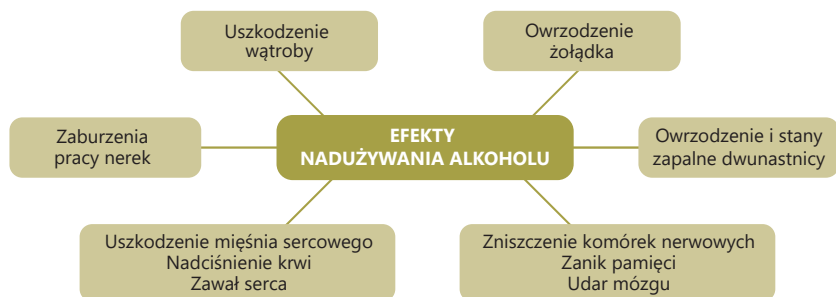 Uszkodzenie
wątroby
Owrzodzenie
żołądka
Zaburzenia
pracy nerek
EFEKTY
NADUŻYWANIA ALKOHOLU
Owrzodzenie i stany
zapalne dwunastnicy
Uszkodzenie mięśnia sercowego
Nadciśnienie krwi
Zawał serca
Zniszczenie komórek nerwowych
Zanik pamięci
Udar mózgu